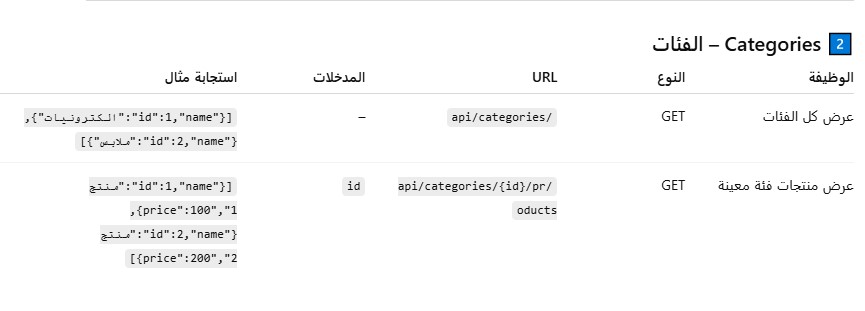 2 Categories – الفئات
الوظيفة النوع URL المدخلات استجابة مثال
عرض كل الفئات GET /api/categories – [{"id":1,"name":"الكترونيات"},
{"id":2,"name":"ملابس"}]
عرض منتجات فئة معينة GET /api/categories/{id}/pr id [{"id":1,"name":"منتج
oducts 1","price":100},
{"id":2,"name":"منتج
2","price":200}]